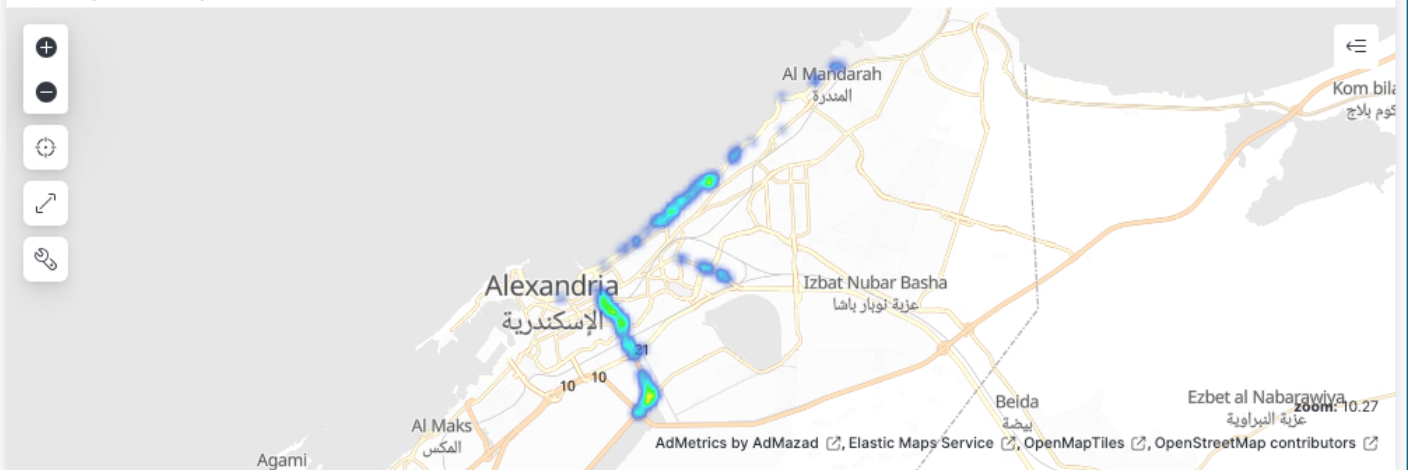 Al Mandarah
المندرة
Kom bila
كوم بلاج
Alexandria
الإسكندرية
Izbat Nubar Basha
عزبة نوبار باشا
21
10
10
Al Maks
المكس
Beida
بيضة
Ezbet al Nabarawiya
عزبة النبراوية
zoom: 10.27
AdMetrics by AdMazad, Elastic Maps Service, OpenMapTiles, OpenStreetMap contributors
Agami